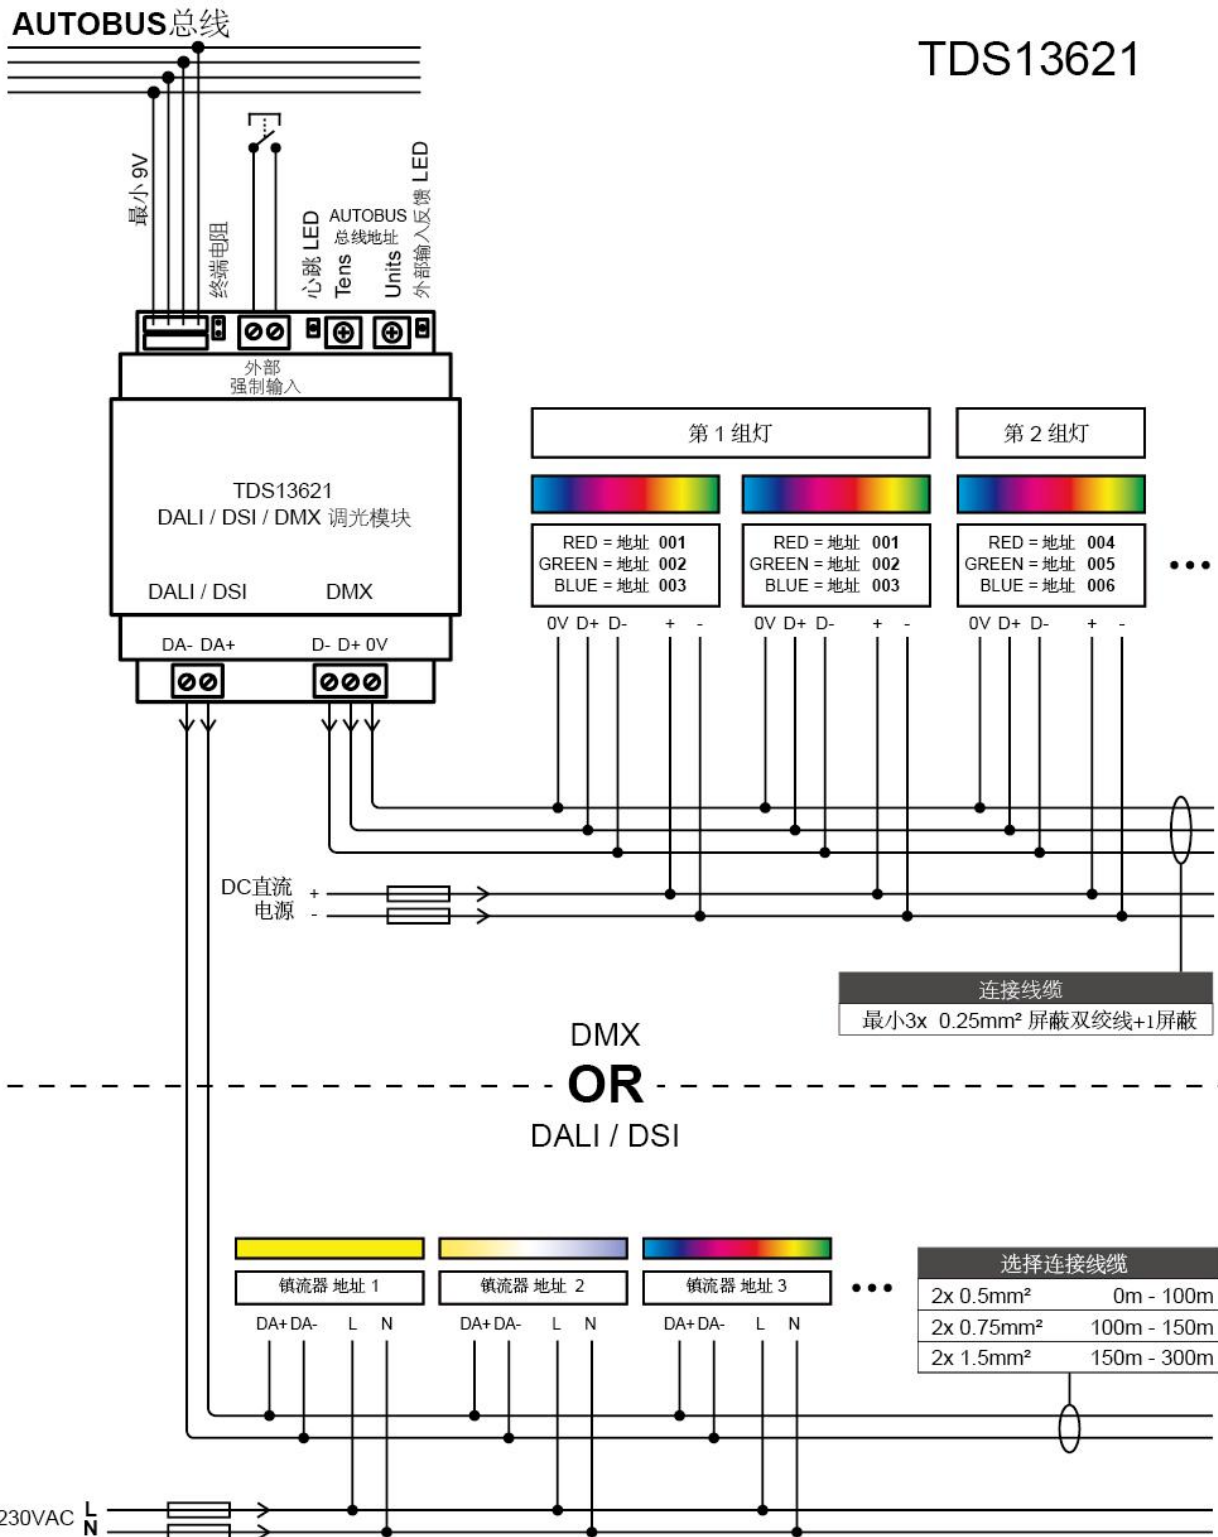 AUTOBUS总线
TDS13621
最小 9V
终端电阻
心跳 LED
AUTOBUS
总线地址
Tens
Units
外部输入反馈 LED
外部
强制输入
TDS13621
DALI / DSI / DMX 调光模块
DALI / DSI DMX
DA- DA+ D- D+ 0V
第 1 组灯 第 2 组灯
RED = 地址 001
GREEN = 地址 002
BLUE = 地址 003
RED = 地址 001
GREEN = 地址 002
BLUE = 地址 003
RED = 地址 004
GREEN = 地址 005
BLUE = 地址 006
0V D+ D- + - 0V D+ D- + - 0V D+ D- + -
DC直流 +
电源 -
连接线缆
最小3x 0.25mm² 屏蔽双绞线+1屏蔽
DMX
OR
DALI / DSI
镇流器 地址 1 镇流器 地址 2 镇流器 地址 3
DA+ DA- L N DA+ DA- L N DA+ DA- L N
选择连接线缆
2x 0.5mm² 0m - 100m
2x 0.75mm² 100m - 150m
2x 1.5mm² 150m - 300m
230VAC L
N